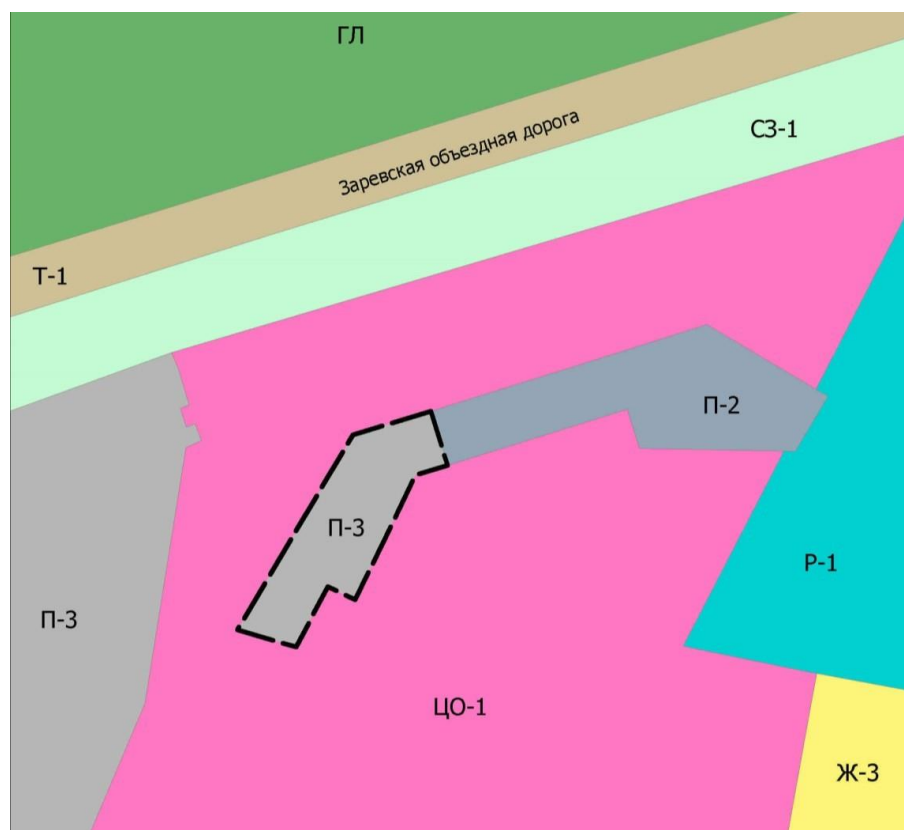 ГЛ
СЗ-1
Заревская объездная дорога
Т-1
П-2
П-3
Р-1
П-3
ЦО-1
Ж-3